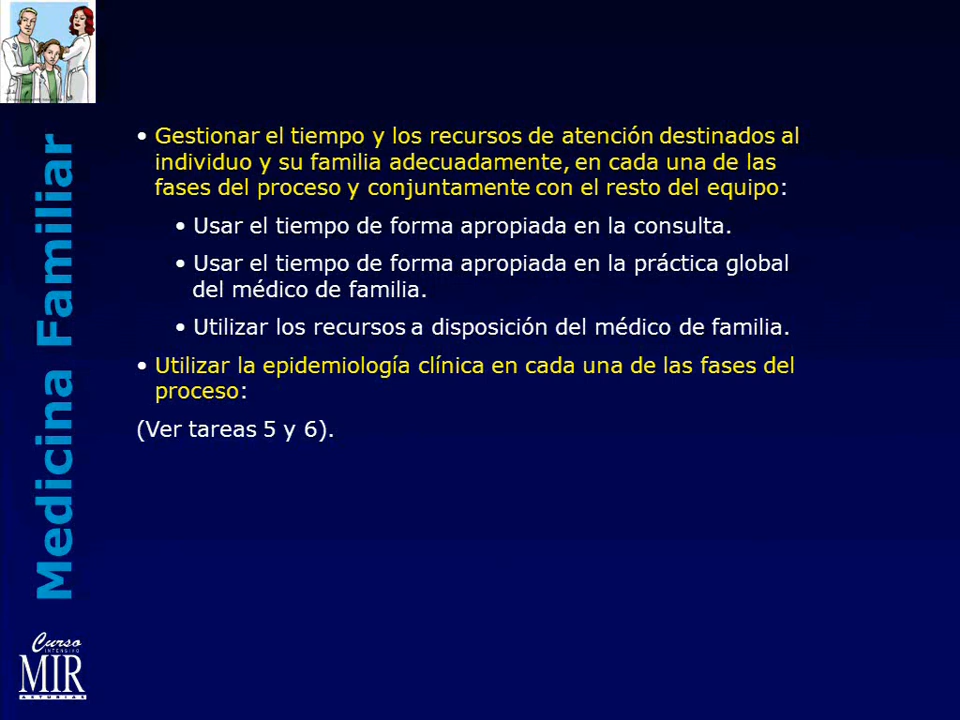 • Gestionar el tiempo y los recursos de atención destinados al
individuo y su familia adecuadamente, en cada una de las
fases del proceso y conjuntamente con el resto del equipo:
• Usar el tiempo de forma apropiada en la consulta.
• Usar el tiempo de forma apropiada en la práctica global
del médico de familia.
• Utilizar los recursos a disposición del médico de familia.
• Utilizar la epidemiología clínica en cada una de las fases del
proceso:
(Ver tareas 5 y 6).
Medicina Familiar
Curso
INTENSIVO
MIR
ASTURIAS